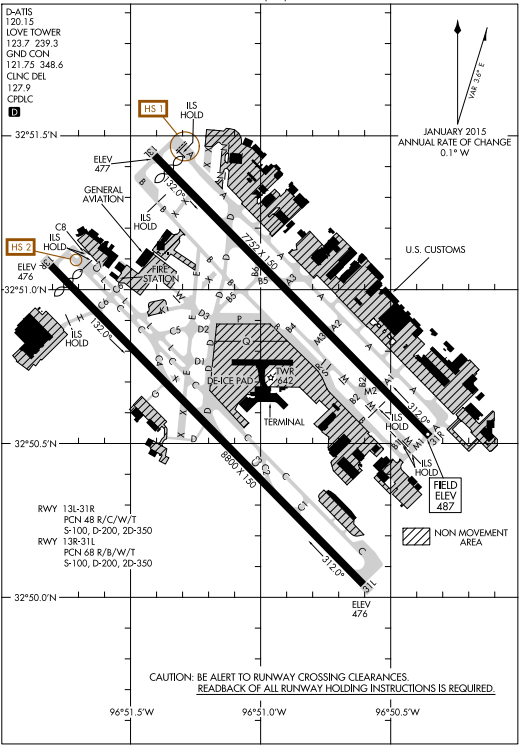 D-ATIS
120.15
LOVE TOWER
123.7 239.3
GND CON
121.75 348.6
CLNC DEL
127.9
CPDLC
D
VAR 3.6° E
JANUARY 2015
ANNUAL RATE OF CHANGE
0.1° W
HS 1
ILS
HOLD
32°51.5'N
ELEV
477
13L
132.0°
A
GENERAL
AVIATION
B
X
ILS
HOLD
7752 X 150
U.S. CUSTOMS
C8
ILS
HOLD
HS 2
ELEV
476
13R
FIRE
STATION
32°51.0'N
B6
B5
B5
A3
A2
A
B4
M3
C6
132.0°
H
K
W
E
D3
D2
C5
D1
P
Q
C4
G
DE-ICE PAD
TWR
642
TERMINAL
S
M
B2
M2
A1
B2
312.0°
ILS
HOLD
31R
B1
M1
ILS
HOLD
32°50.5'N
8800 X 150
C3
C2
C1
C
FIELD
ELEV
487
NON MOVEMENT
AREA
RWY 13L-31R
PCN 48 R/C/W/T
S-100, D-200, 2D-350
RWY 13R-31L
PCN 68 R/B/W/T
S-100, D-200, 2D-350
312.0°
31L
32°50.0'N
ELEV
476
CAUTION: BE ALERT TO RUNWAY CROSSING CLEARANCES.
READBACK OF ALL RUNWAY HOLDING INSTRUCTIONS IS REQUIRED.
96°51.5'W
96°51.0'W
96°50.5'W